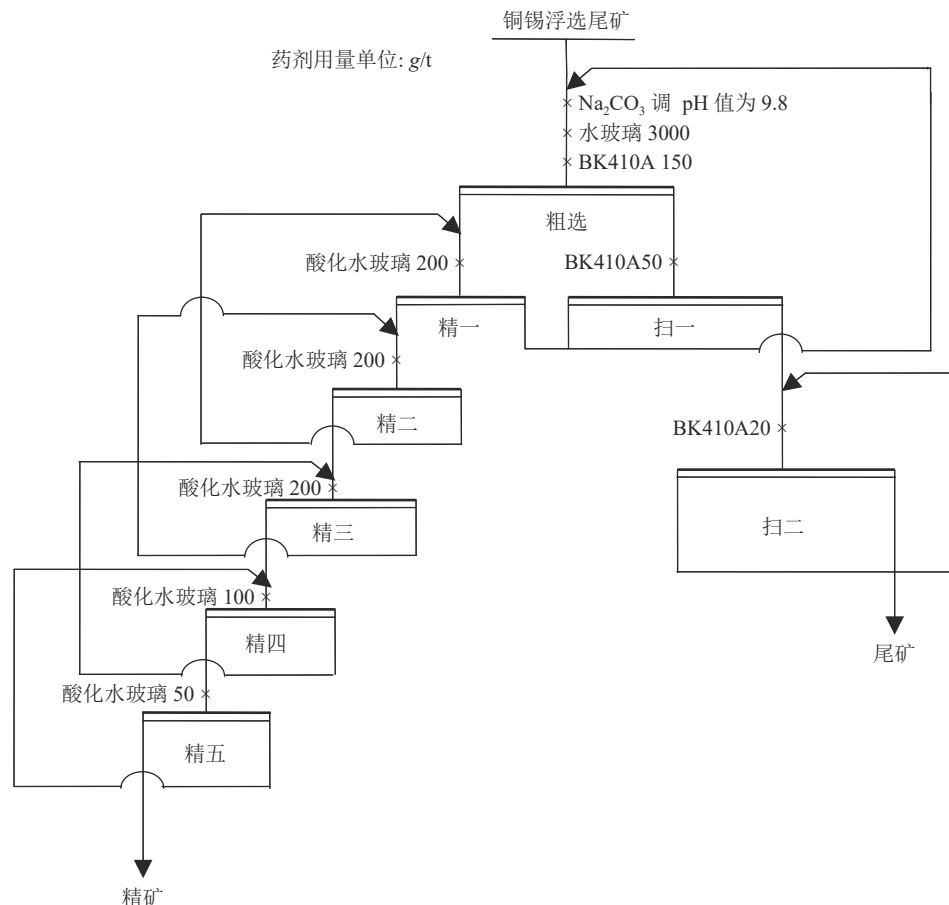 铜锡浮选尾矿
药剂用量单位: g/t
Na₂CO₃ 调 pH 值为 9.8
水玻璃 3000
BK410A 150
粗选
酸化水玻璃 200
BK410A50
精一
扫一
酸化水玻璃 200
精二
BK410A20
酸化水玻璃 200
精三
扫二
酸化水玻璃 100
精四
尾矿
酸化水玻璃 50
精五
精矿